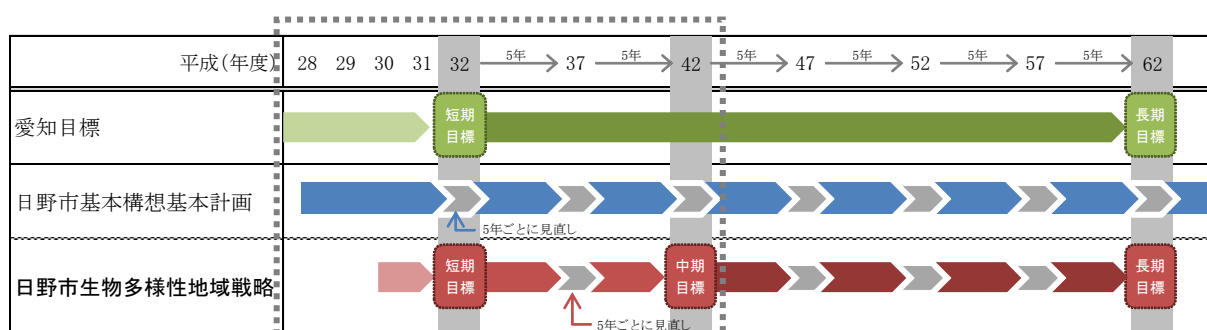 平成(年度) 28 29 30 31 32 5年 37 5年 42 5年 47 5年 52 5年 57 5年 62
愛知目標
短期
目標
長期
目標
日野市基本構想基本計画
5年ごとに見直し
日野市生物多様性地域戦略
短期
目標
中期
目標
長期
目標
5年ごとに見直し